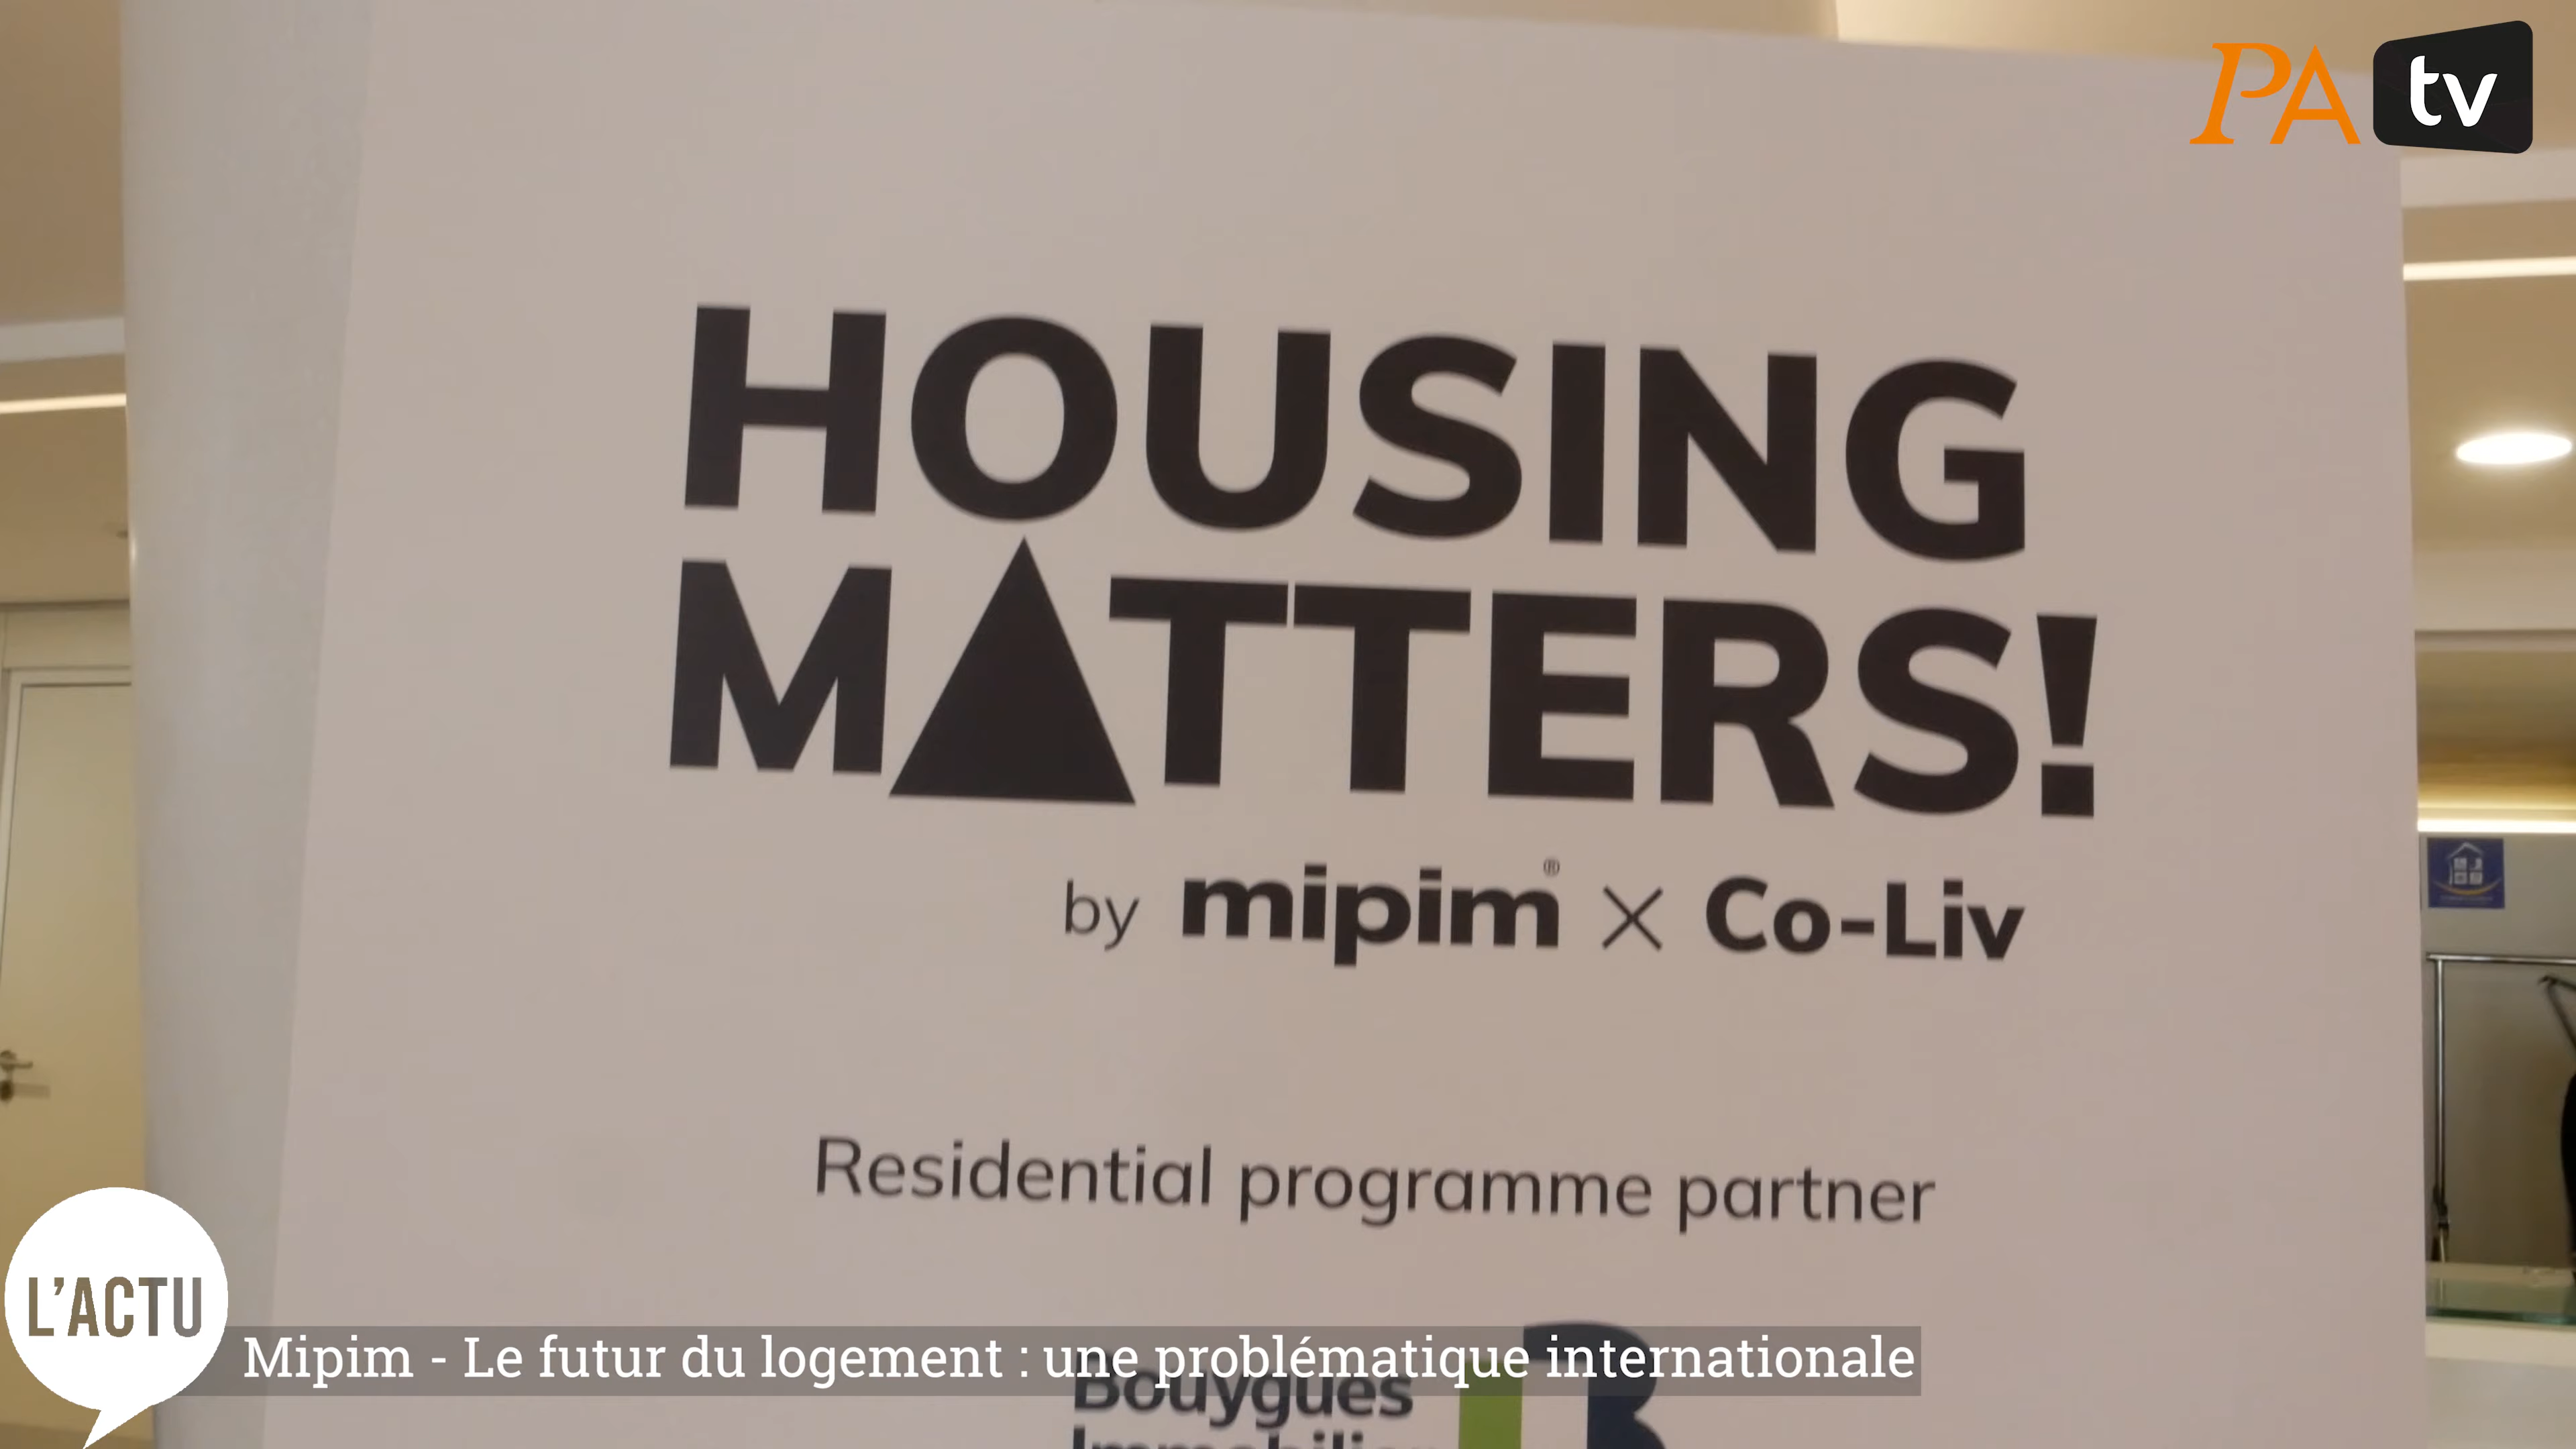 PA tv
HOUSING
MATTERS!
by mipim® × Co-Liv
Residential programme partner
L'ACTU
Mipim - Le futur du logement : une problématique internationale
Bouygues